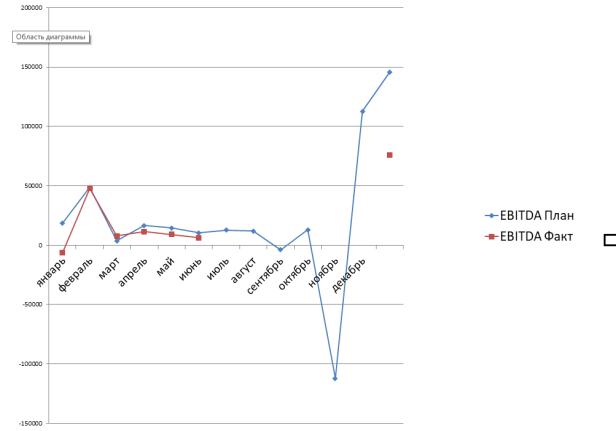 200000
Область диаграммы
150000
100000
50000
0
-50000
-100000
-150000
январь
февраль
март
апрель
май
июнь
июль
август
сентябрь
октябрь
ноябрь
декабрь
EBITDA План
EBITDA Факт